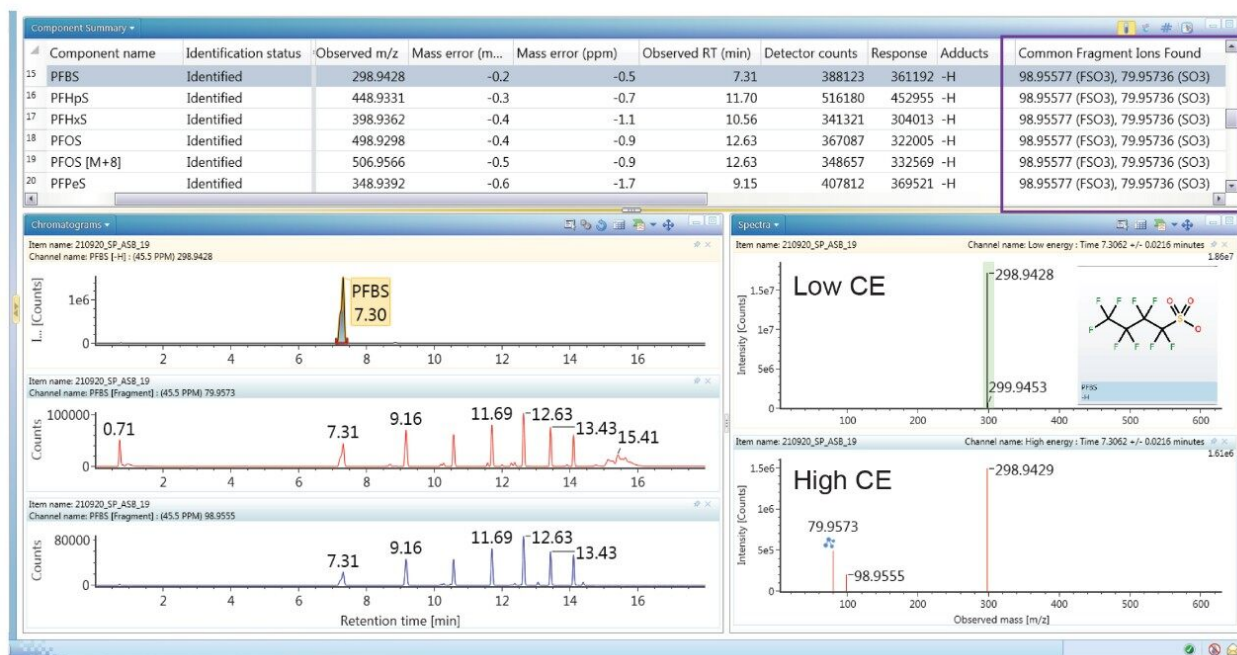 Component Summary
Component name Identification status Observed m/z Mass error (m... Mass error (ppm) Observed RT (min) Detector counts Response Adducts Common Fragment Ions Found
15 PFBS Identified 298.9428 -0.2 -0.5 7.31 388123 361192 -H 98.95577 (FSO3), 79.95736 (SO3)
16 PFHpS Identified 448.9331 -0.3 -0.7 11.70 516180 452955 -H 98.95577 (FSO3), 79.95736 (SO3)
17 PFHxS Identified 398.9362 -0.4 -1.1 10.56 341321 304013 -H 98.95577 (FSO3), 79.95736 (SO3)
18 PFOS Identified 498.9298 -0.4 -0.9 12.63 367087 322005 -H 98.95577 (FSO3), 79.95736 (SO3)
19 PFOS [M+8] Identified 506.9566 -0.5 -0.9 12.63 348657 332569 -H 98.95577 (FSO3), 79.95736 (SO3)
20 PFPeS Identified 348.9392 -0.6 -1.7 9.15 407812 369521 -H 98.95577 (FSO3), 79.95736 (SO3)
Chromatograms
Item name: 210920_SP_ASB_19
Channel name: PFBS [-H] : (45.5 PPM) 298.9428
I... [Counts]
1e6
0
PFBS
7.30
2 4 6 8 10 12 14 16
Item name: 210920_SP_ASB_19
Channel name: PFBS [Fragment] : (45.5 PPM) 79.9573
Counts
100000
0
0.71 7.31 9.16 11.69 12.63 13.43 15.41
2 4 6 8 10 12 14 16
Item name: 210920_SP_ASB_19
Channel name: PFBS [Fragment] : (45.5 PPM) 98.9555
Counts
80000
0
7.31 9.16 11.69 12.63 13.43
2 4 6 8 10 12 14 16
Retention time [min]
Spectra
Item name: 210920_SP_ASB_19 Channel name: Low energy : Time 7.3062 +/- 0.0216 minutes
1.86e7
Intensity [Counts]
1.5e7
1e7
5e6
0
Low CE
298.9428
299.9453
F F F F F F F F F S O O O
PFBS
-H
100 200 300 400 500 600
Item name: 210920_SP_ASB_19 Channel name: High energy : Time 7.3062 +/- 0.0216 minutes
1.61e6
Intensity [Counts]
1.5e6
1e6
5e5
0
High CE
298.9429
79.9573
98.9555
100 200 300 400 500 600
Observed mass [m/z]